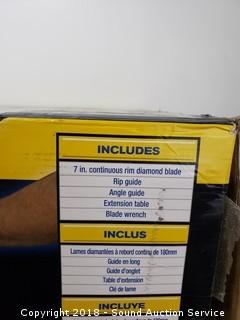 INCLUDES
7 in. continuous rim diamond blade
Rip guide
Angle guide
Extension table
Blade wrench
INCLUS
Lames diamantées à rebord continu de 180mm
Guide en long
Guide d'onglet
Table d'extension
Clé de lame
INCLUYE
Copyright 2018 - Sound Auction Service